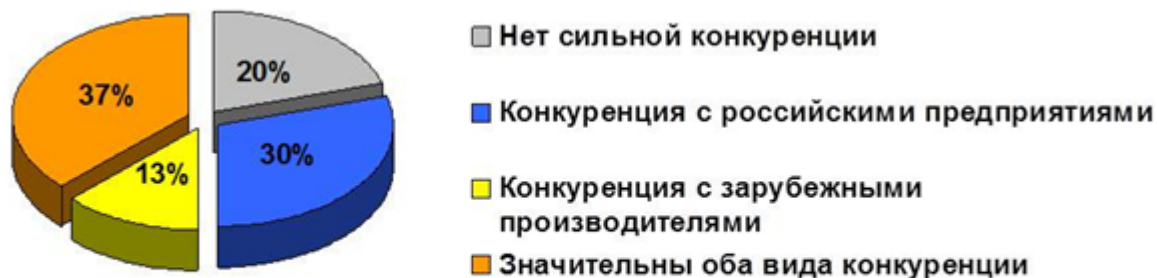 20%
37%
30%
13%
Нет сильной конкуренции
Конкуренция с российскими предприятиями
Конкуренция с зарубежными
производителями
Значительны оба вида конкуренции